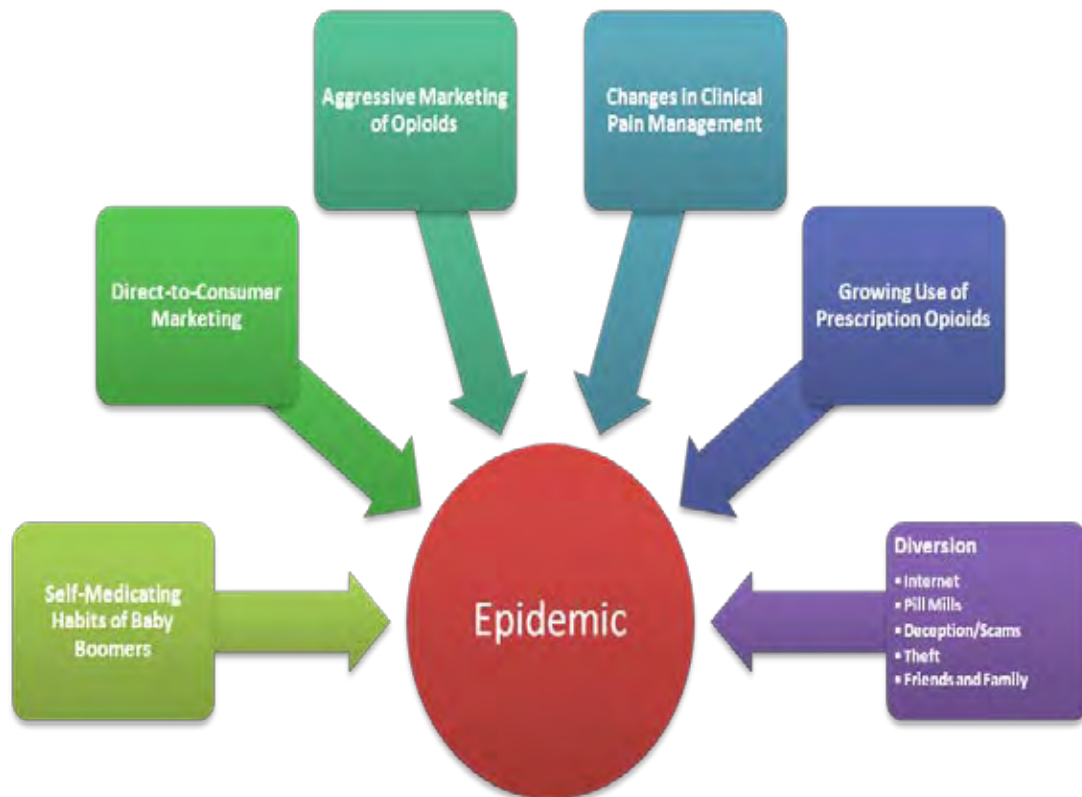 Aggressive Marketing
of Opioids
Changes in Clinical
Pain Management
Direct-to-Consumer
Marketing
Growing Use of
Prescription Opioids
Self-Medicating
Habits of Baby
Boomers
Epidemic
Diversion
▪ Internet
▪ Pill Mills
▪ Deception/Scams
▪ Theft
▪ Friends and Family